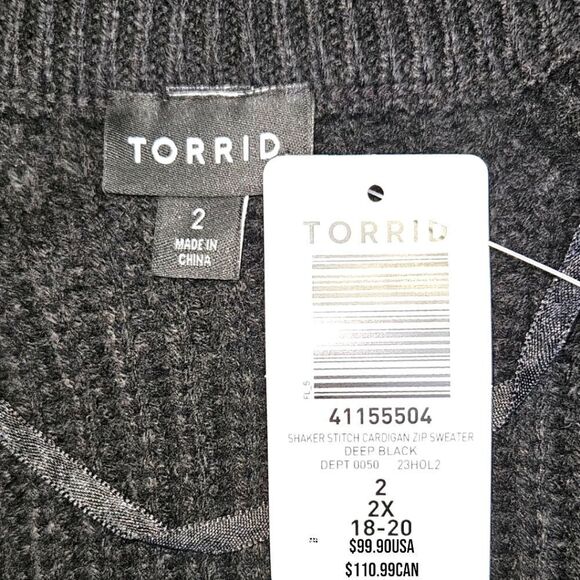 TORRID
2
MADE IN
CHINA
TORRID
FL_5
41155504
SHAKER STITCH CARDIGAN ZIP SWEATER
DEEP BLACK
DEPT 0050 23HOL2
2
2X
18-20
$99.90USA
$110.99CAN